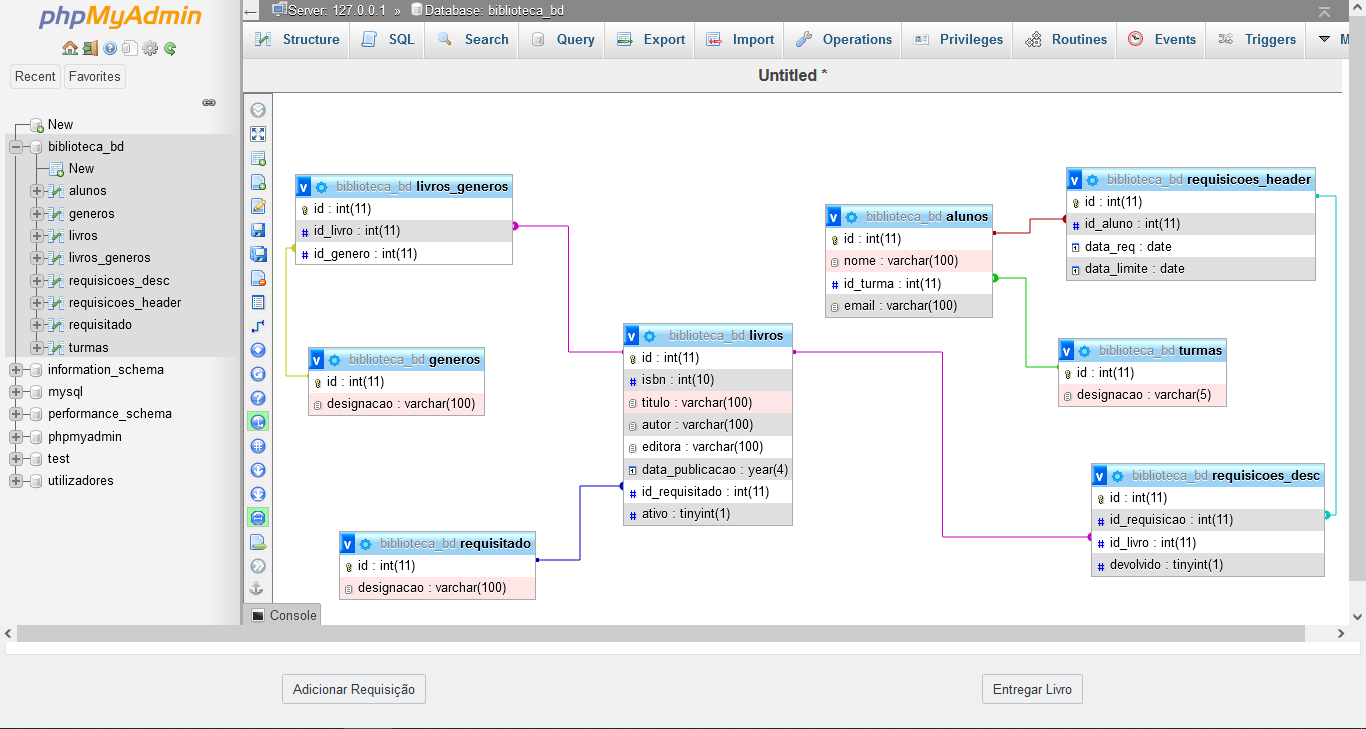 phpMyAdmin
Recent
Favorites
New
biblioteca_bd
New
alunos
generos
livros
livros_generos
requisicoes_desc
requisicoes_header
requisitado
turmas
information_schema
mysql
performance_schema
phpmyadmin
test
utilizadores
Server: 127.0.0.1 » Database: biblioteca_bd
Structure
SQL
Search
Query
Export
Import
Operations
Privileges
Routines
Events
Triggers
M
Untitled *
v biblioteca_bd livros_generos
id : int(11)
# id_livro : int(11)
# id_genero : int(11)
v biblioteca_bd generos
id : int(11)
designacao : varchar(100)
v biblioteca_bd requisitado
id : int(11)
designacao : varchar(100)
v biblioteca_bd livros
id : int(11)
# isbn : int(10)
titulo : varchar(100)
autor : varchar(100)
editora : varchar(100)
data_publicacao : year(4)
# id_requisitado : int(11)
# ativo : tinyint(1)
v biblioteca_bd alunos
id : int(11)
nome : varchar(100)
# id_turma : int(11)
email : varchar(100)
v biblioteca_bd requisicoes_header
id : int(11)
# id_aluno : int(11)
data_req : date
data_limite : date
v biblioteca_bd turmas
id : int(11)
designacao : varchar(5)
v biblioteca_bd requisicoes_desc
id : int(11)
# id_requisicao : int(11)
# id_livro : int(11)
# devolvido : tinyint(1)
Console
Adicionar Requisição
Entregar Livro